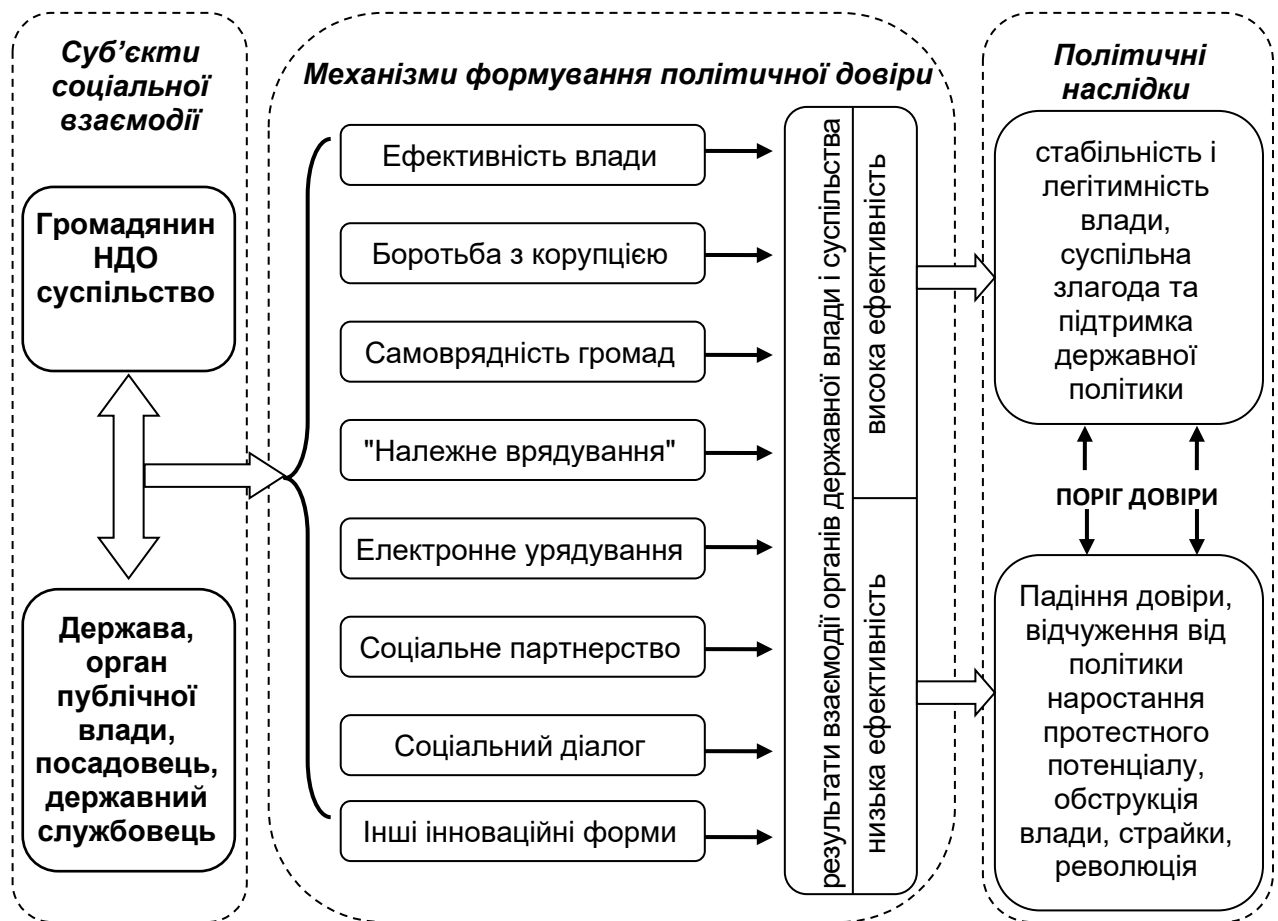 Суб’єкти
соціальної
взаємодії
Громадянин
НДО
суспільство
Держава,
орган
публічної
влади,
посадовець,
державний
службовець
Механізми формування політичної довіри
Ефективність влади
Боротьба з корупцією
Самоврядність громад
"Належне врядування"
Електронне урядування
Соціальне партнерство
Соціальний діалог
Інші інноваційні форми
результати взаємодії органів державної влади і суспільства
висока ефективність
низька ефективність
Політичні
наслідки
стабільність і
легітимність
влади,
суспільна
злагода та
підтримка
державної
політики
ПОРІГ ДОВІРИ
Падіння довіри,
відчуження від
політики
наростання
протестного
потенціалу,
обструкція
влади, страйки,
революція